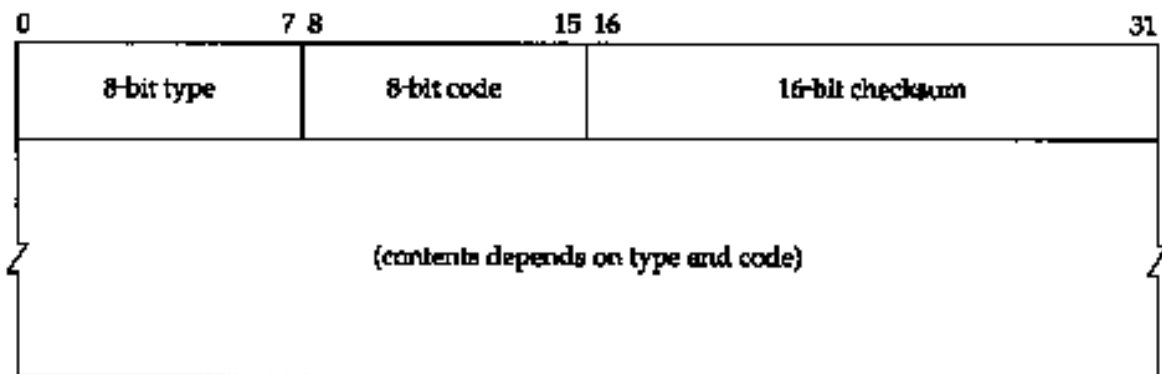 0 7 8 15 16 31
8-bit type 8-bit code 16-bit checksum
(contents depends on type and code)